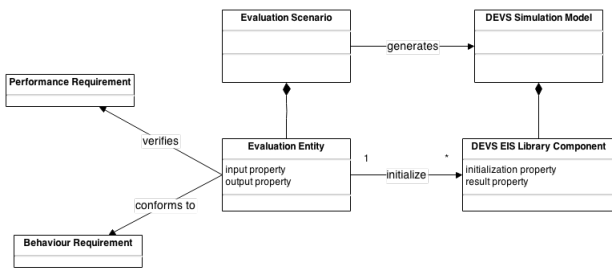 Evaluation Scenario
DEVS Simulation Model
generates
Performance Requirement
verifies
Evaluation Entity
input property
output property
1
*
initialize
DEVS EIS Library Component
initialization property
result property
conforms to
Behaviour Requirement